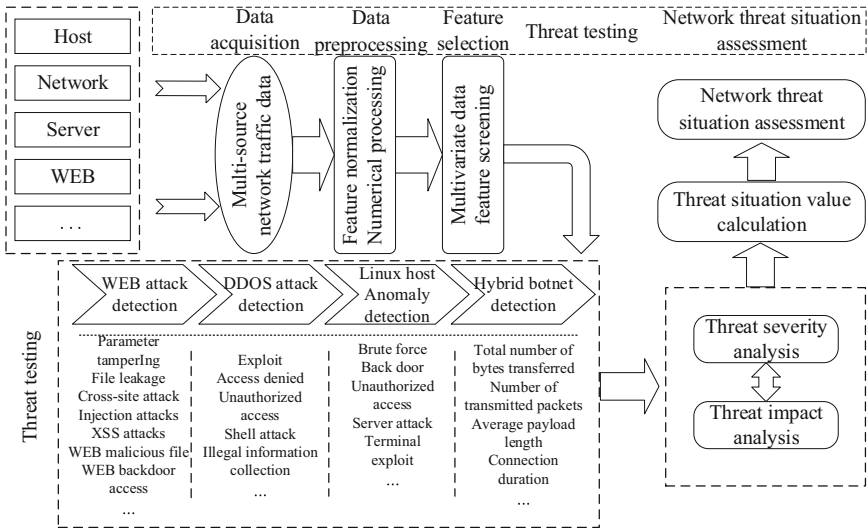 Host
Network
Server
WEB
. . .
Data
acquisition
Data
preprocessing
Feature
selection
Threat testing
Network threat situation
assessment
Multi-source
network traffic data
Feature normalization
Numerical processing
Multivariate data
feature screening
Network threat
situation assessment
Threat situation value
calculation
Threat testing
WEB attack
detection
DDOS attack
detection
Linux host
Anomaly
detection
Hybrid botnet
detection
Parameter
tamperIng
File leakage
Cross-site attack
Injection attacks
XSS attacks
WEB malicious file
WEB backdoor
access
...
Exploit
Access denied
Unauthorized
access
Shell attack
Illegal information
collection
...
Brute force
Back door
Unauthorized
access
Server attack
Terminal
exploit
...
Total number of
bytes transferred
Number of
transmitted packets
Average payload
length
Connection
duration
...
Threat severity
analysis
Threat impact
analysis